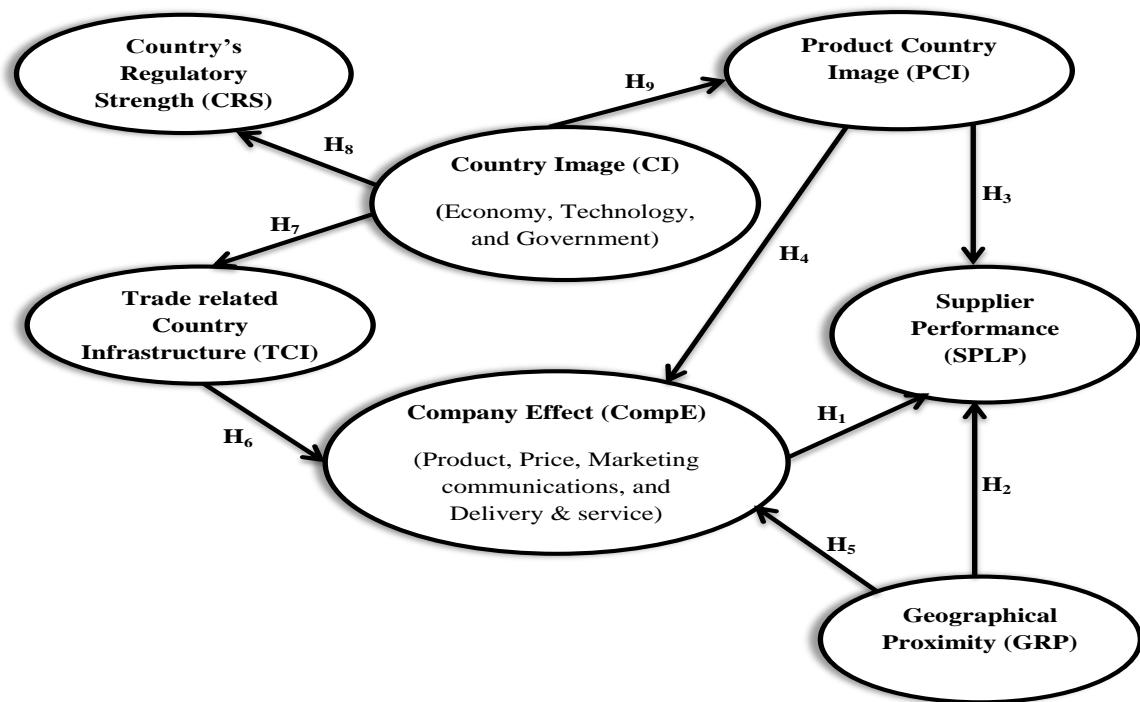 Country’s
Regulatory
Strength (CRS)
Product Country
Image (PCI)
H₉
H₈
Country Image (CI)
(Economy, Technology,
and Government)
H₃
H₇
H₄
Trade related
Country
Infrastructure (TCI)
Supplier
Performance
(SPLP)
Company Effect (CompE)
H₁
H₆
(Product, Price, Marketing
communications, and
Delivery & service)
H₂
H₅
Geographical
Proximity (GRP)